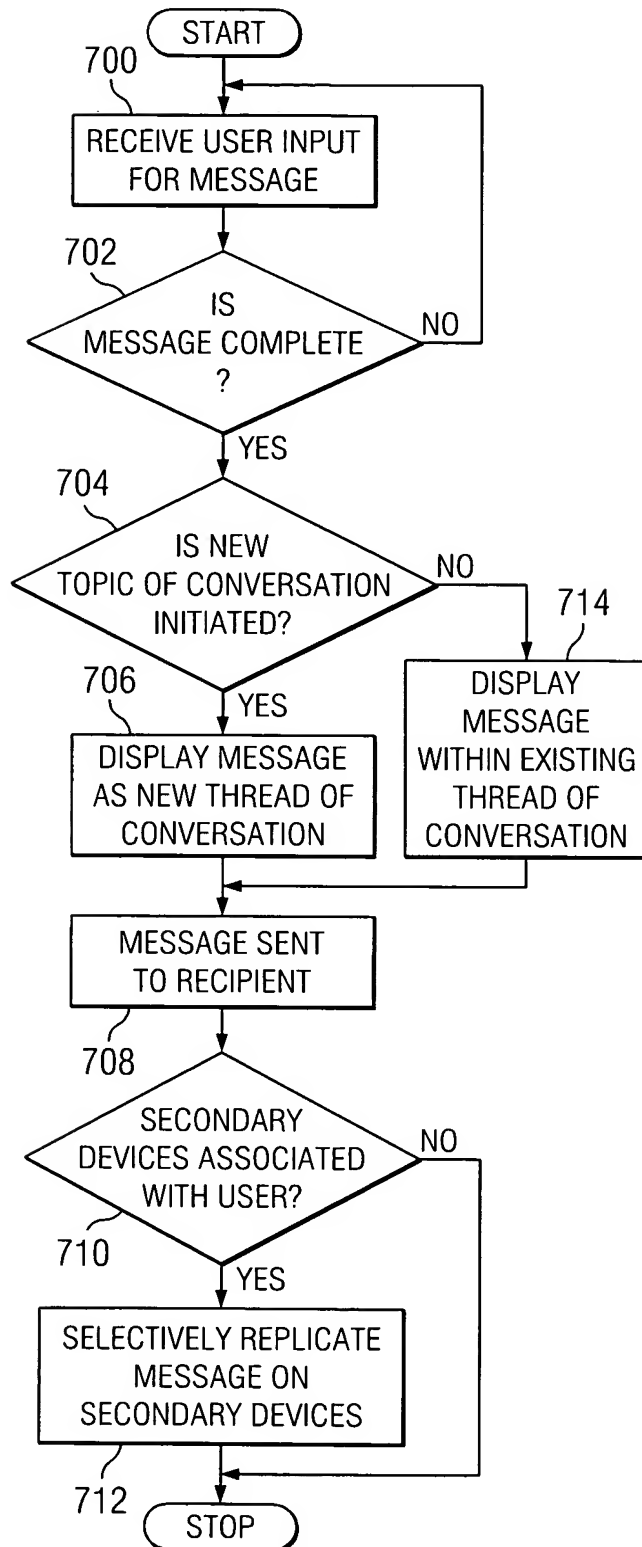 START
700
RECEIVE USER INPUT
FOR MESSAGE
702
IS
MESSAGE COMPLETE
?
NO
YES
704
IS NEW
TOPIC OF CONVERSATION
INITIATED?
NO
714
706
YES
DISPLAY MESSAGE
AS NEW THREAD OF
CONVERSATION
DISPLAY
MESSAGE
WITHIN EXISTING
THREAD OF
CONVERSATION
MESSAGE SENT
TO RECIPIENT
708
SECONDARY
DEVICES ASSOCIATED
WITH USER?
NO
710
YES
SELECTIVELY REPLICATE
MESSAGE ON
SECONDARY DEVICES
712
STOP